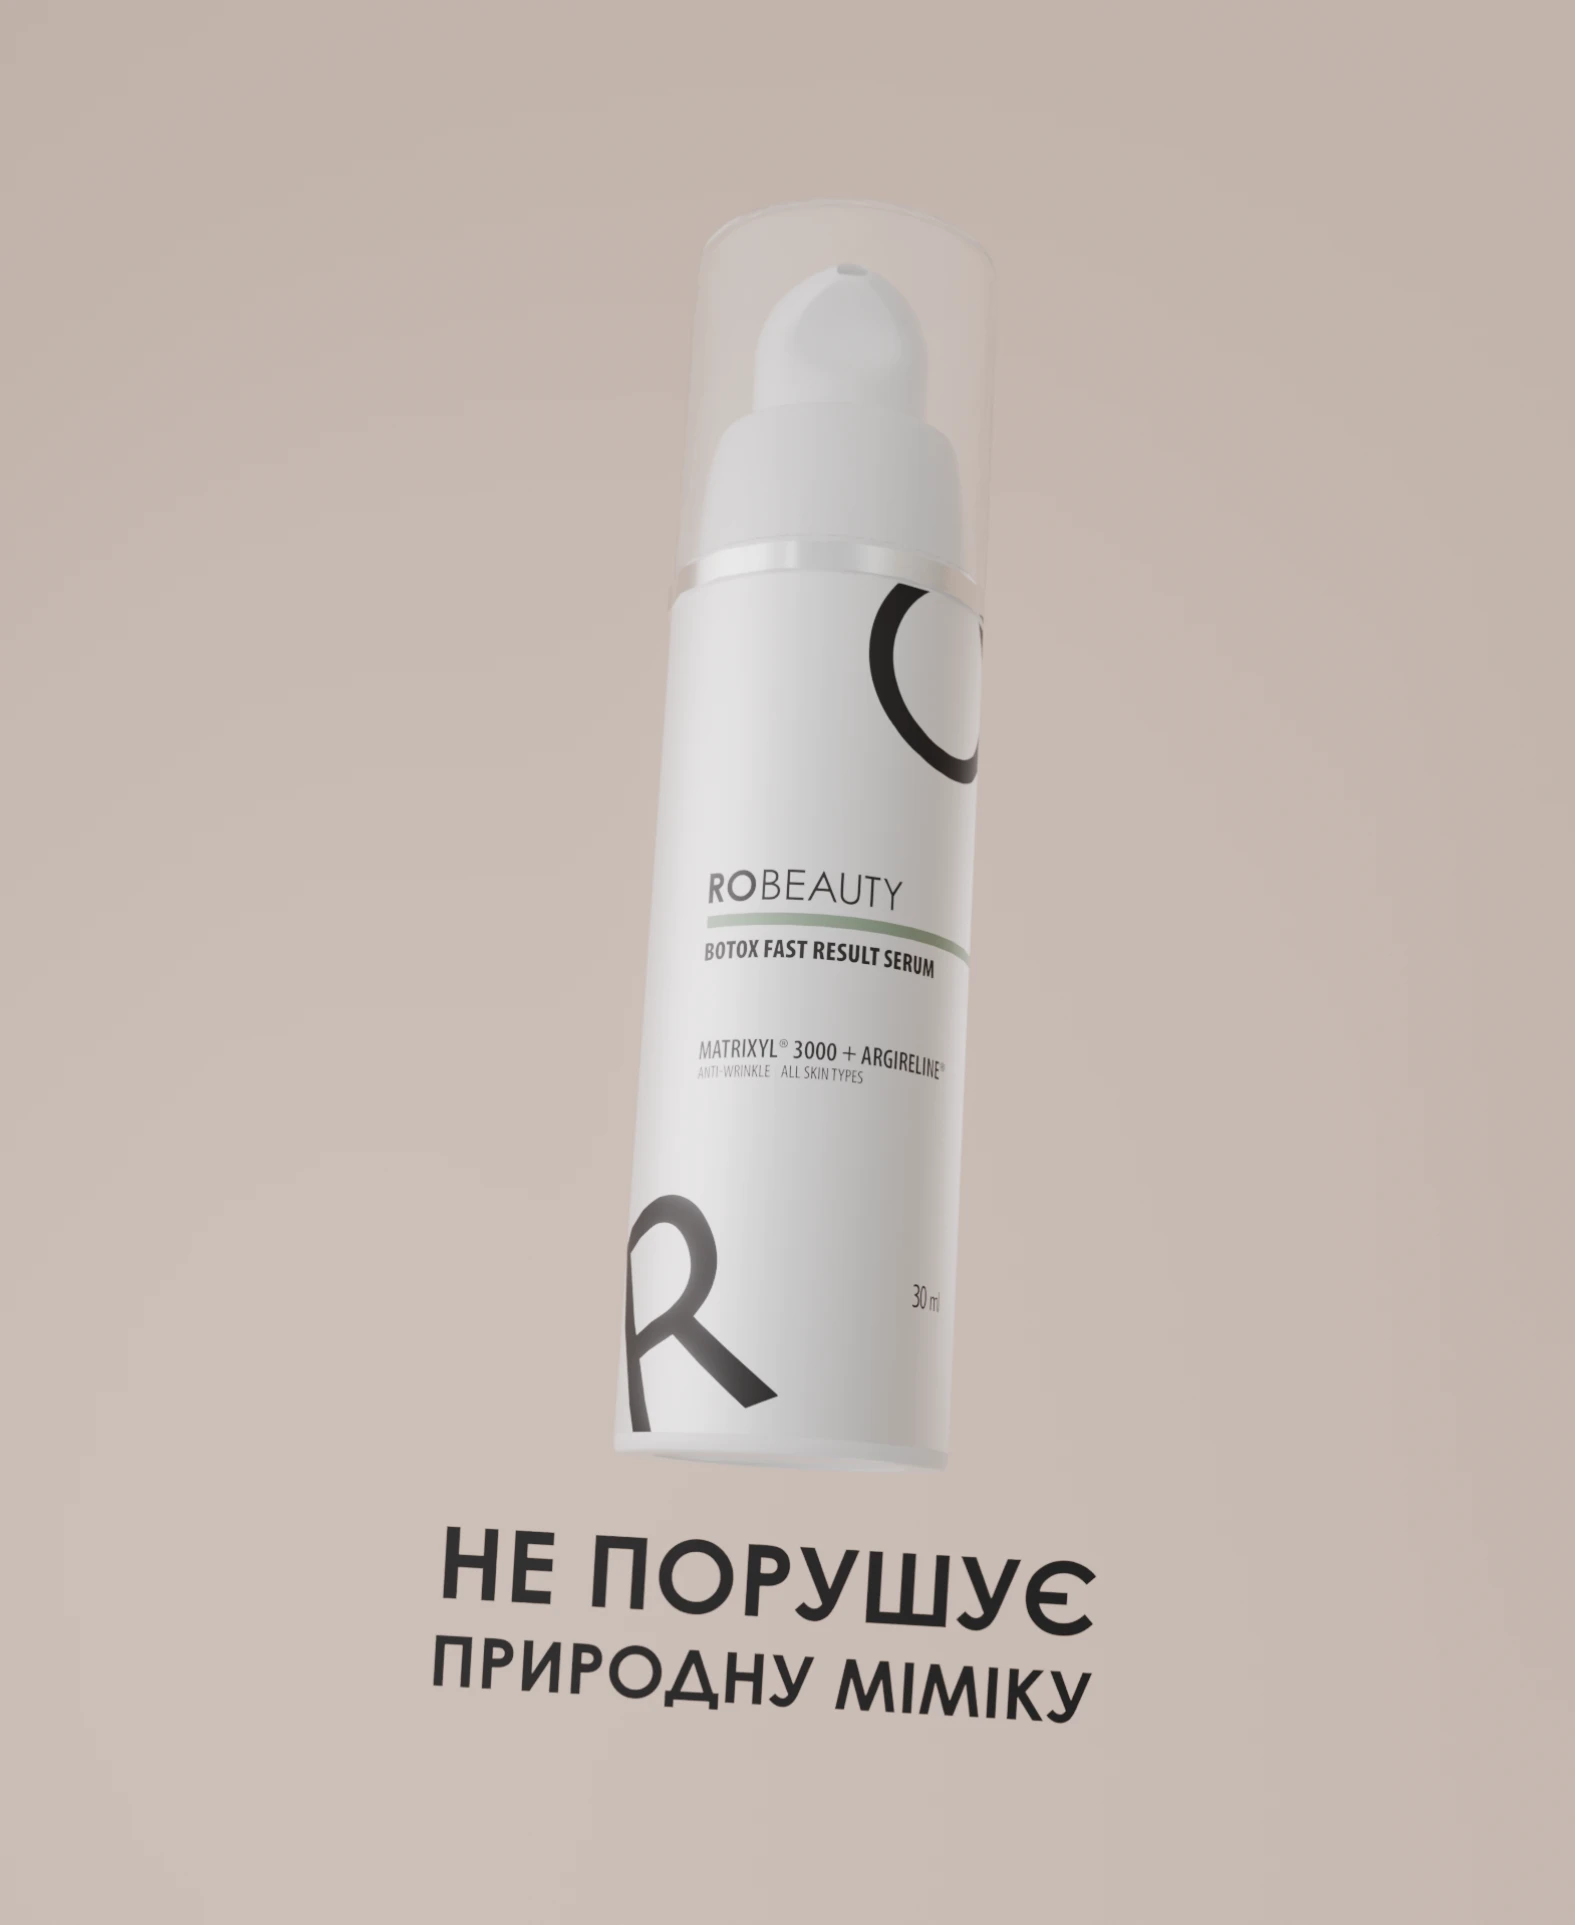 ROBEAUTY
BOTOX FAST RESULT SERUM
MATRIXYL® 3000 + ARGIRELINE®
ANTI-WRINKLE ALL SKIN TYPES
R
30 ml
НЕ ПОРУШУЄ
ПРИРОДНУ МІМІКУ